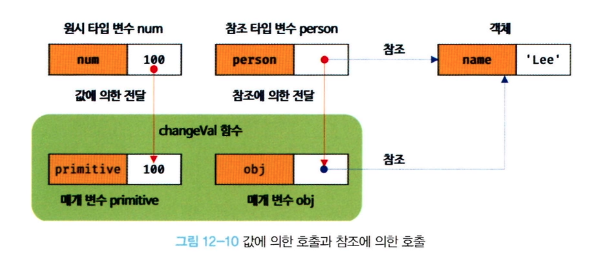 원시 타입 변수 num
참조 타입 변수 person
객체
num
100
person
참조
name
'Lee'
값에 의한 전달
참조에 의한 전달
changeVal 함수
primitive
100
obj
참조
매개 변수 primitive
매개 변수 obj
그림 12-10 값에 의한 호출과 참조에 의한 호출